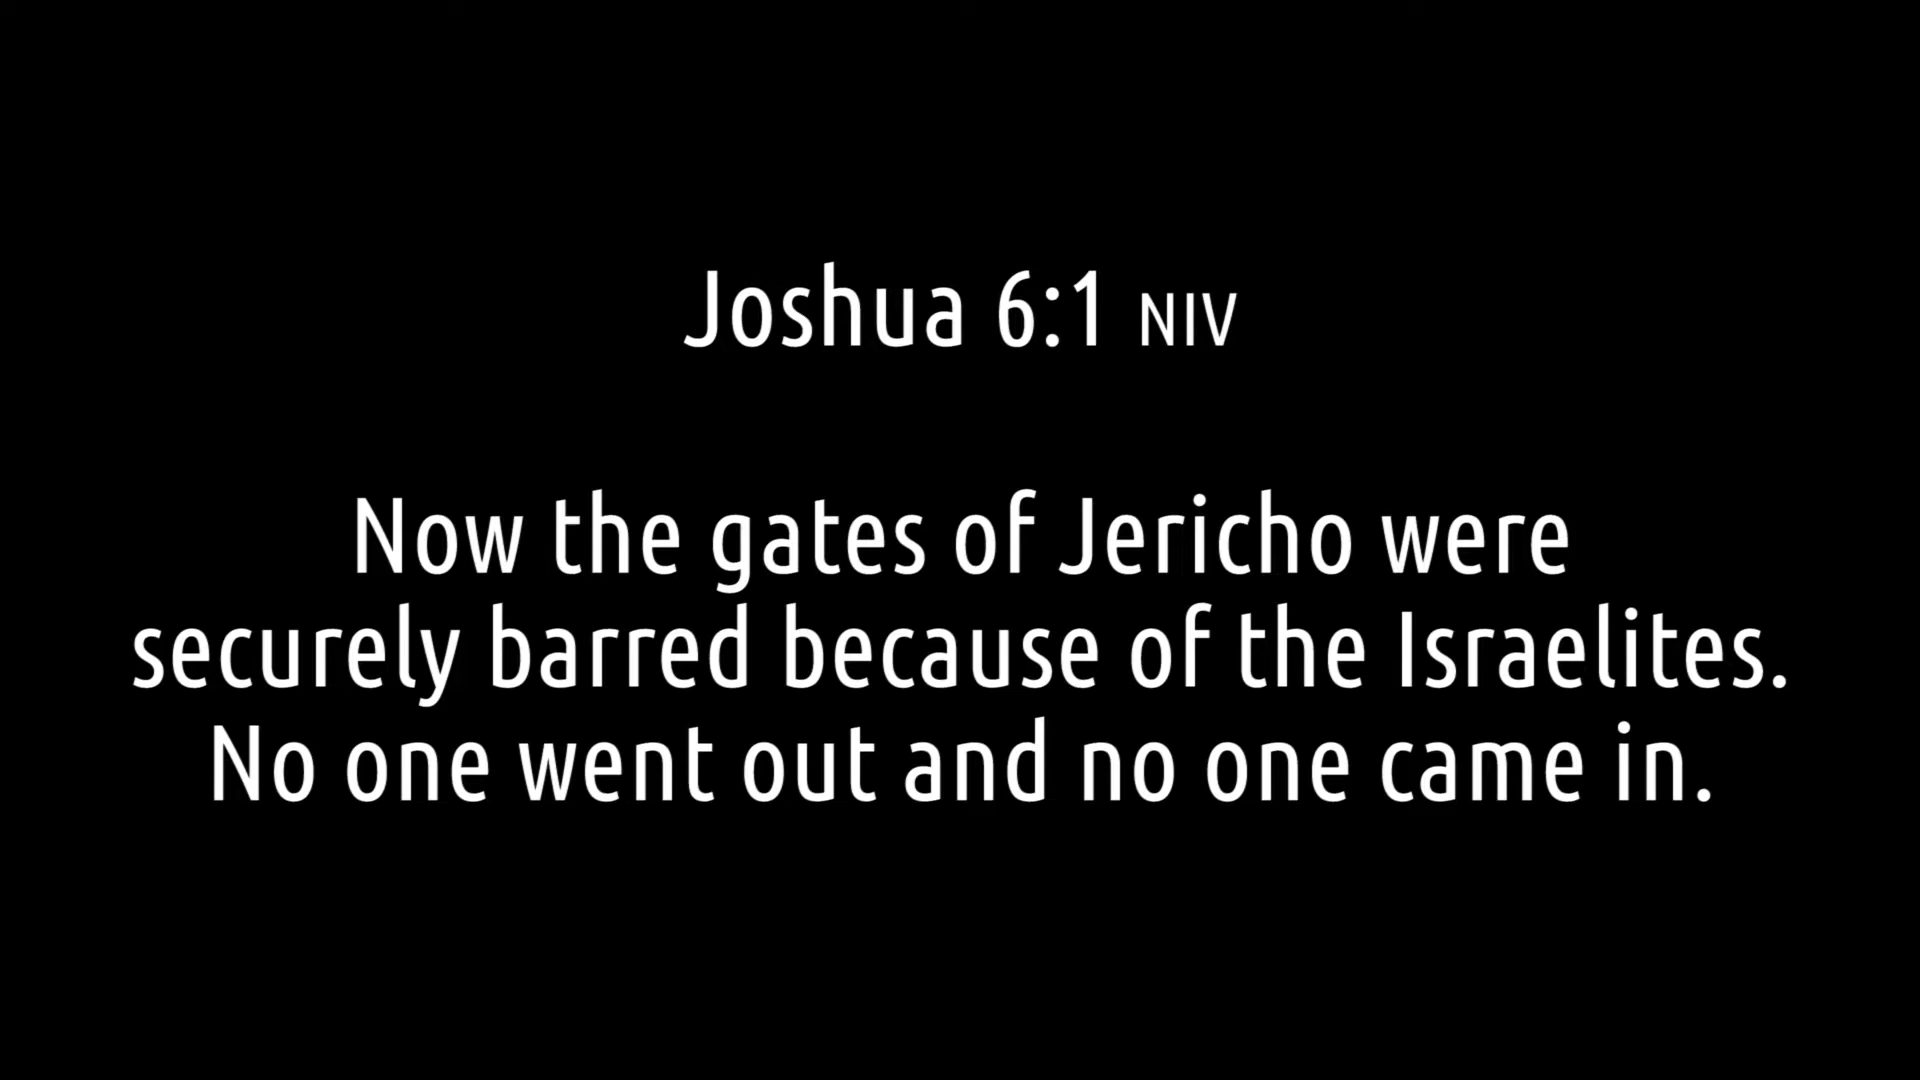 Joshua 6:1 NIV
Now the gates of Jericho were
securely barred because of the Israelites.
No one went out and no one came in.